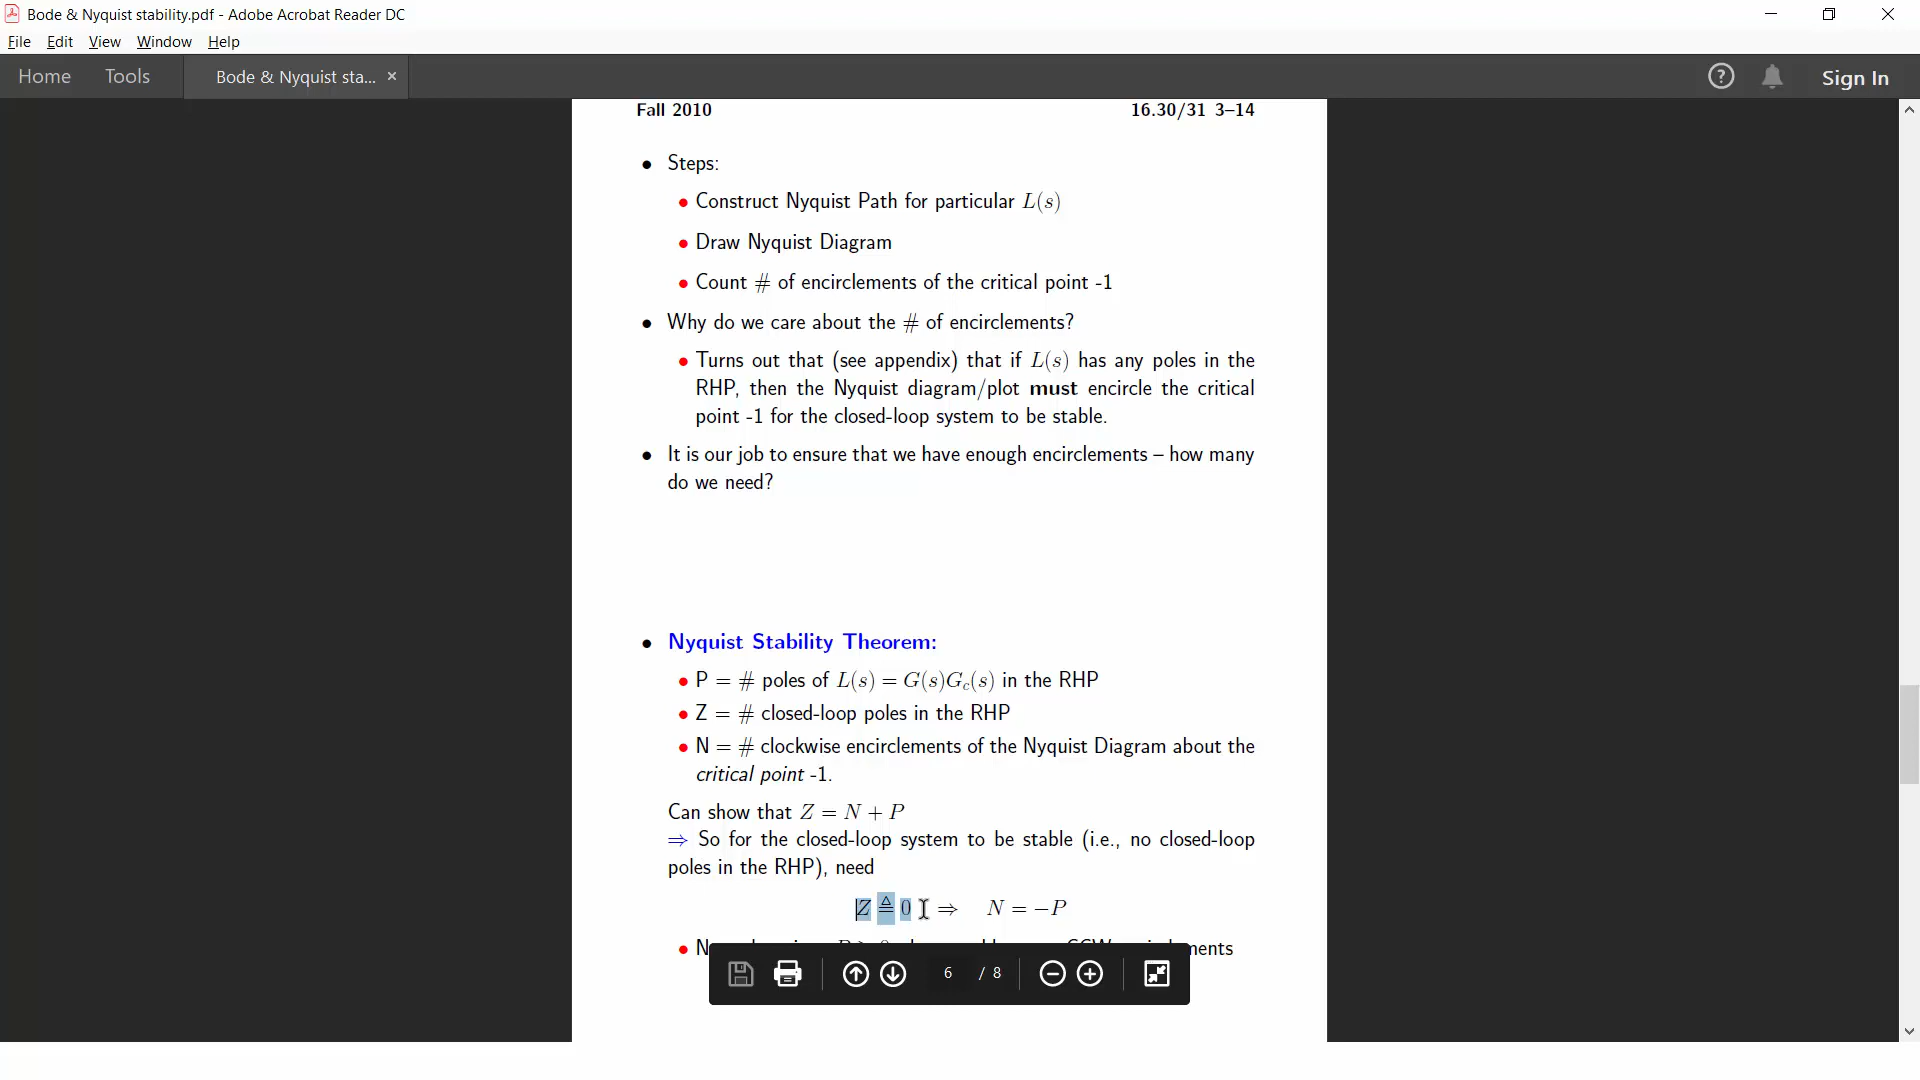 Bode & Nyquist stability.pdf - Adobe Acrobat Reader DC
File Edit View Window Help
Home Tools Bode & Nyquist sta... × ? Sign In
Fall 2010 16.30/31 3–14
• Steps:
• Construct Nyquist Path for particular L(s)
• Draw Nyquist Diagram
• Count # of encirclements of the critical point -1
• Why do we care about the # of encirclements?
• Turns out that (see appendix) that if L(s) has any poles in the
RHP, then the Nyquist diagram/plot must encircle the critical
point -1 for the closed-loop system to be stable.
• It is our job to ensure that we have enough encirclements – how many
do we need?
• Nyquist Stability Theorem:
• P = # poles of L(s) = G(s)G_c(s) in the RHP
• Z = # closed-loop poles in the RHP
• N = # clockwise encirclements of the Nyquist Diagram about the
critical point -1.
Can show that Z = N + P
⇒ So for the closed-loop system to be stable (i.e., no closed-loop
poles in the RHP), need
Z ≜ 0 ⇒ N = −P
6 / 8